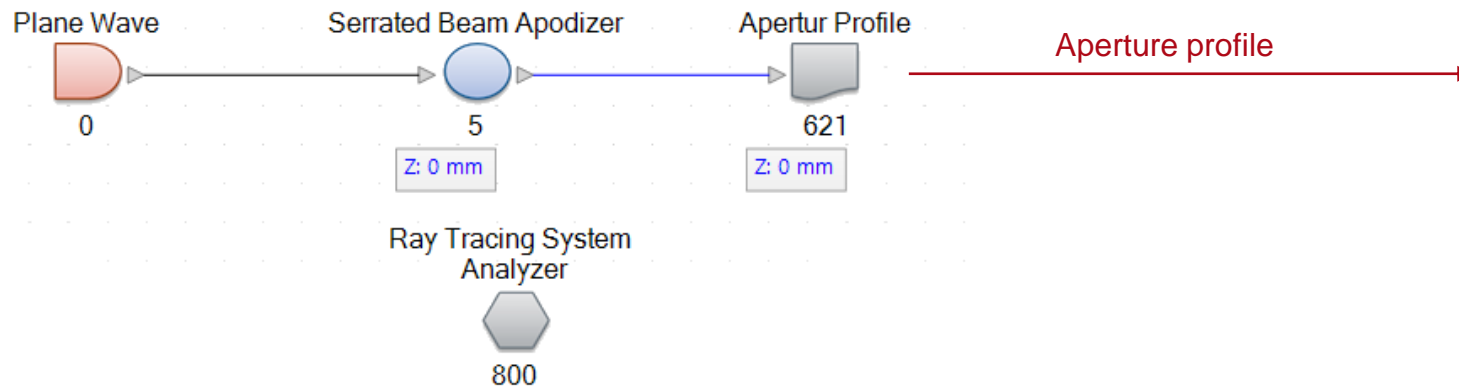 Plane Wave
Serrated Beam Apodizer
Apertur Profile
Aperture profile
0
5
621
Z: 0 mm
Z: 0 mm
Ray Tracing System
Analyzer
800